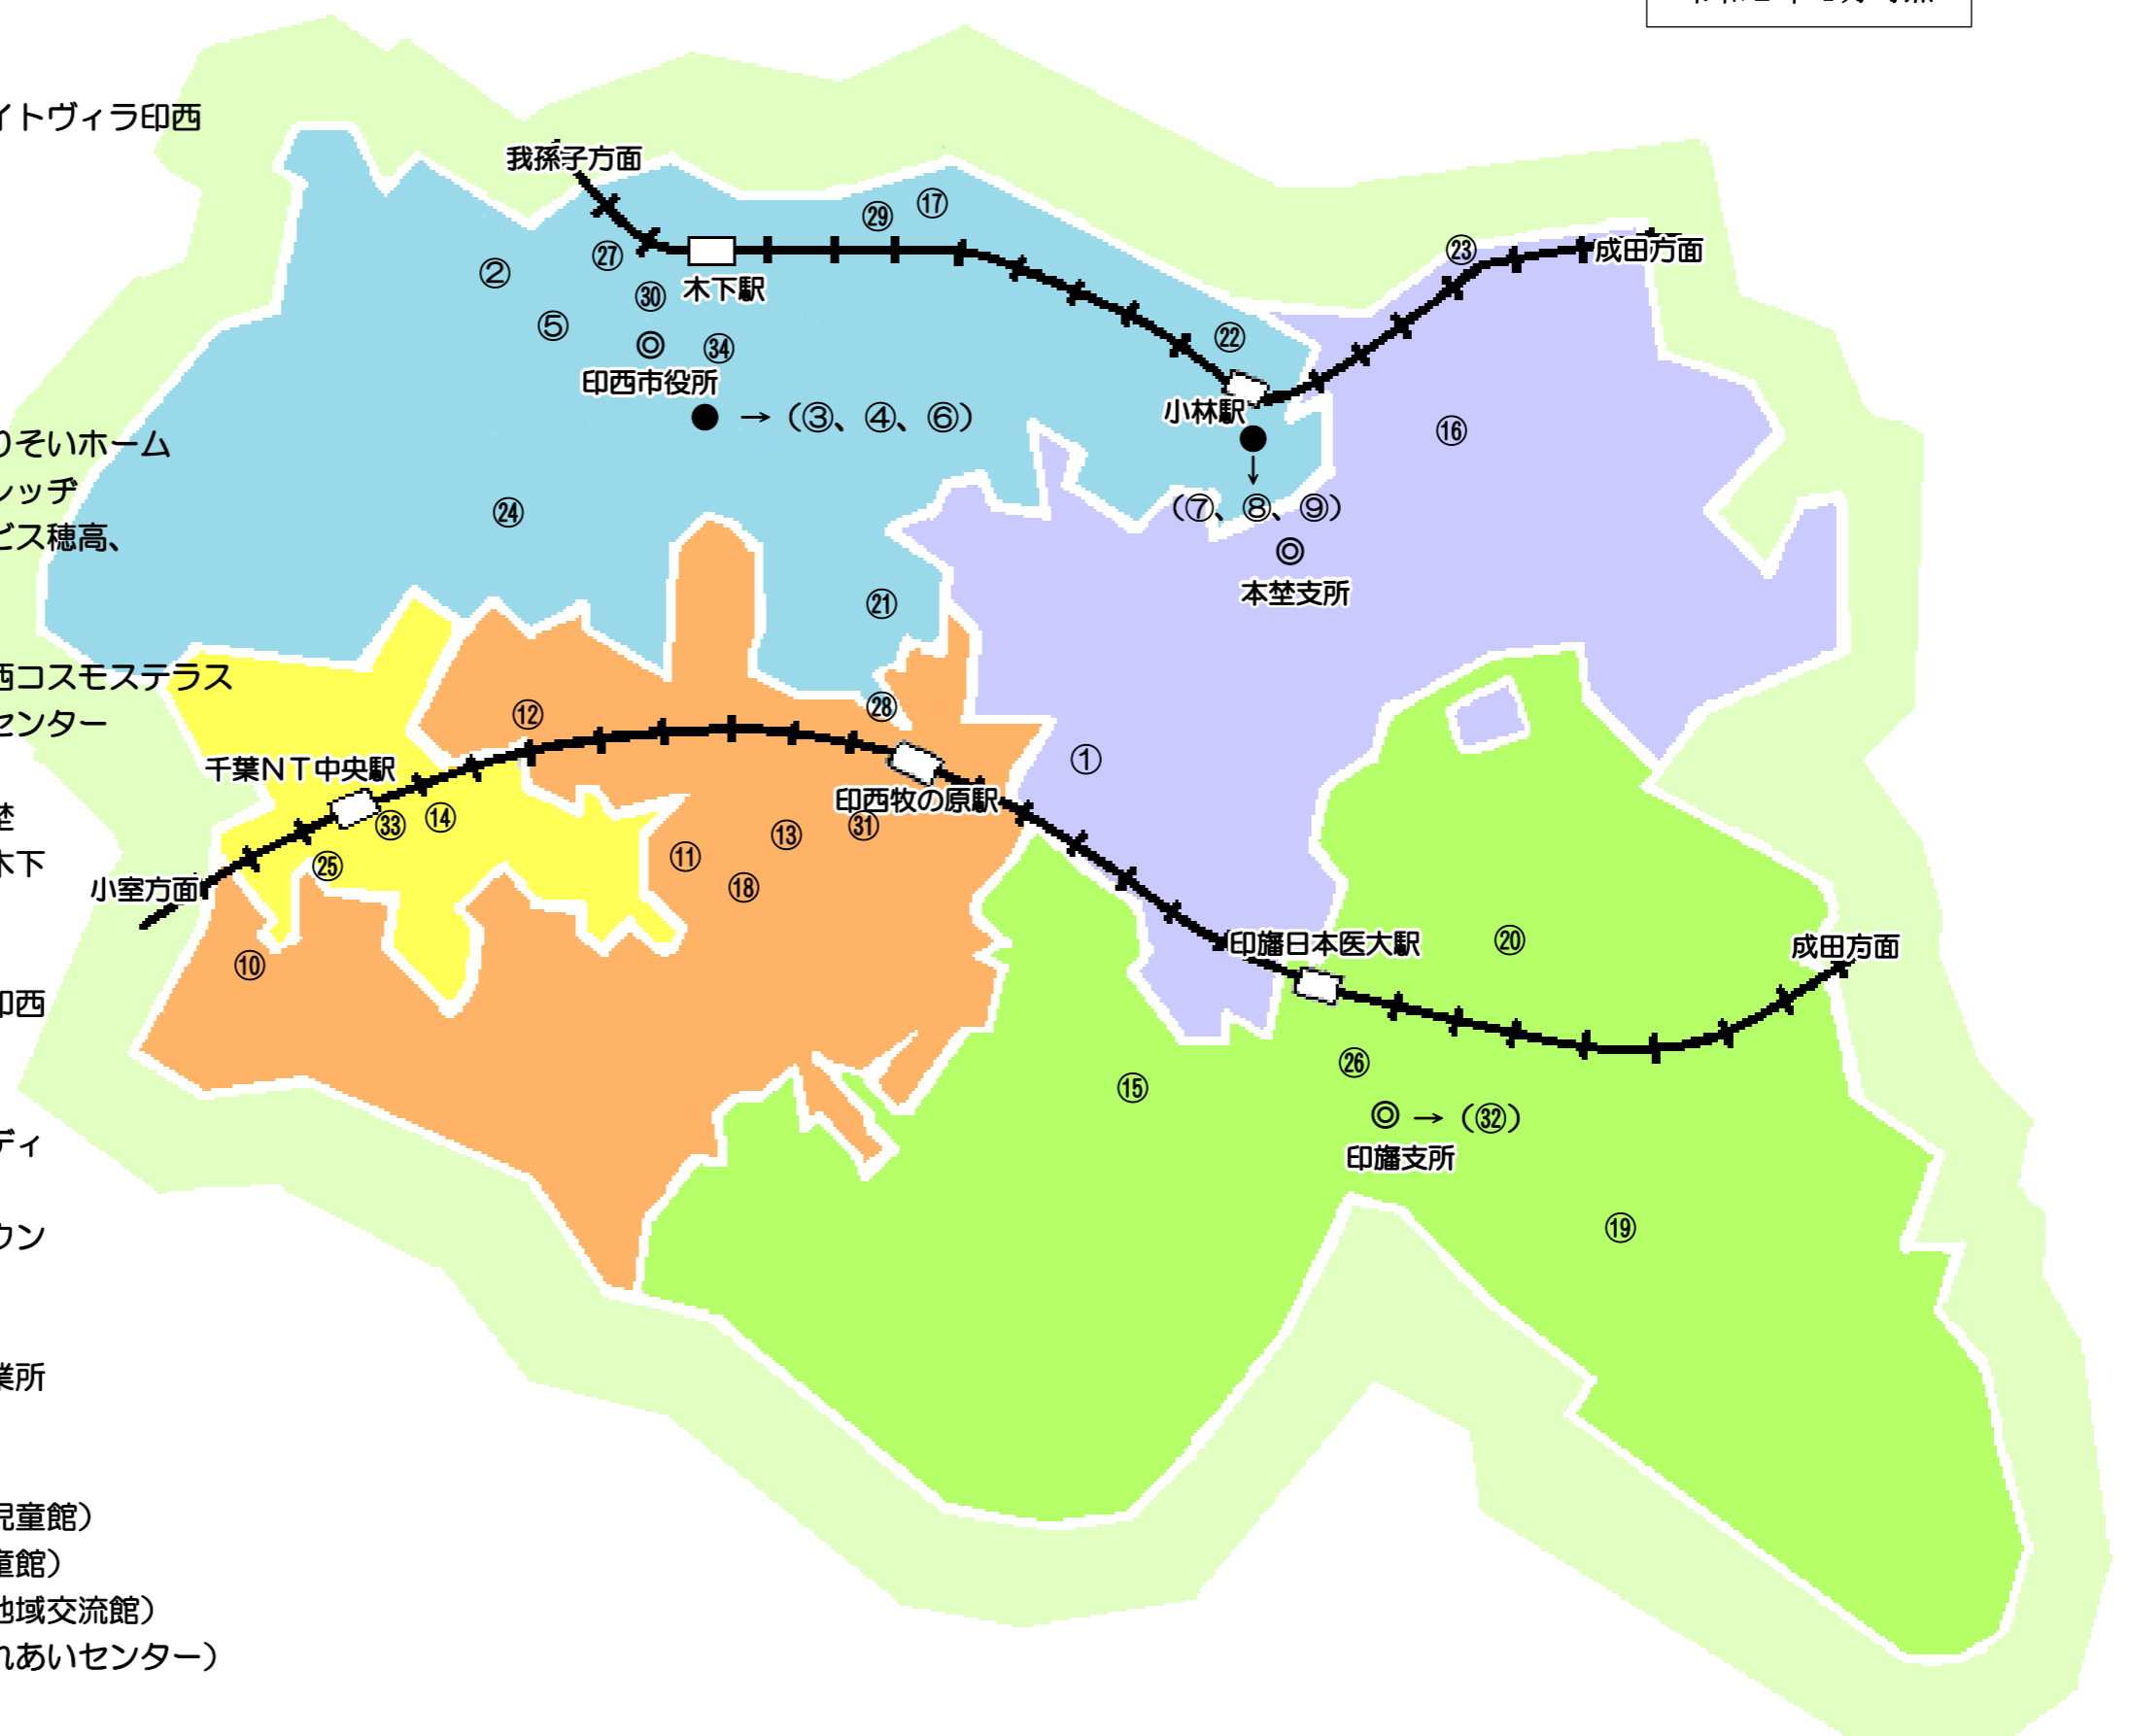 イトヴィラ印西
りそいホーム
レッヂ
ビス穂高、
西コスモステラス
センター
埜
木下
印西
ディ
ウン
業所
児童館）
童館）
地域交流館）
れあいセンター）
我孫子方面
⑰
㉙
㉓
成田方面
㉗
②
木下駅
㉚
⑤
㉒
㉞
印西市役所
小林駅
→（③、④、⑥）
⑯
↓
（⑦、⑧、⑨）
㉔
本埜支所
㉑
㉘
⑫
①
千葉ＮＴ中央駅
印西牧の原駅
⑭
㉝
㉛
⑬
⑪
㉕
⑱
小室方面
⑳
印旛日本医大駅
成田方面
⑩
㉖
⑮
◎→（㉜）
印旛支所
⑲